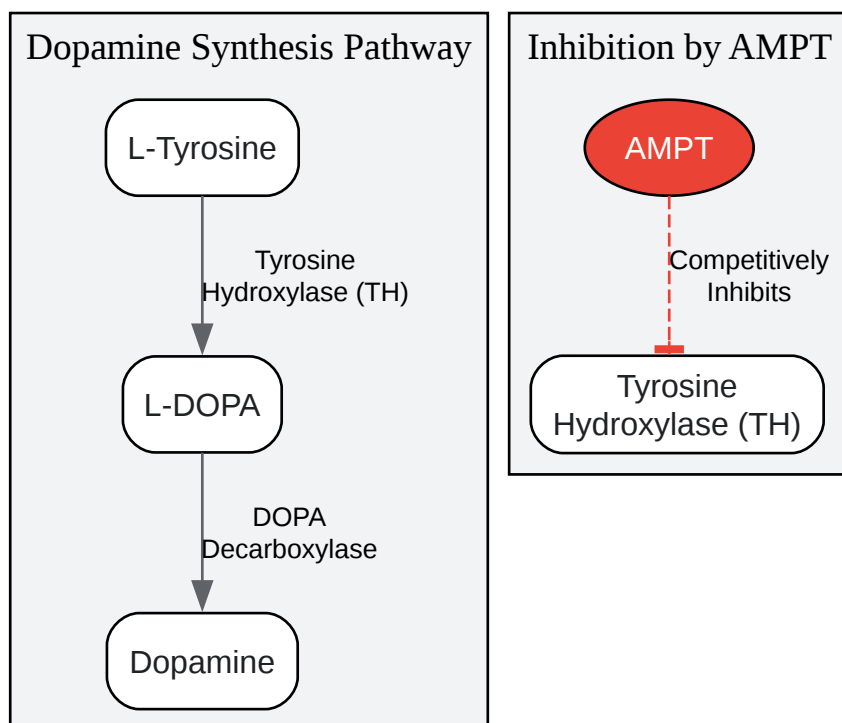 Dopamine Synthesis Pathway
L-Tyrosine
Tyrosine
Hydroxylase (TH)
L-DOPA
DOPA
Decarboxylase
Dopamine
Inhibition by AMPT
AMPT
Competitively
Inhibits
Tyrosine
Hydroxylase (TH)